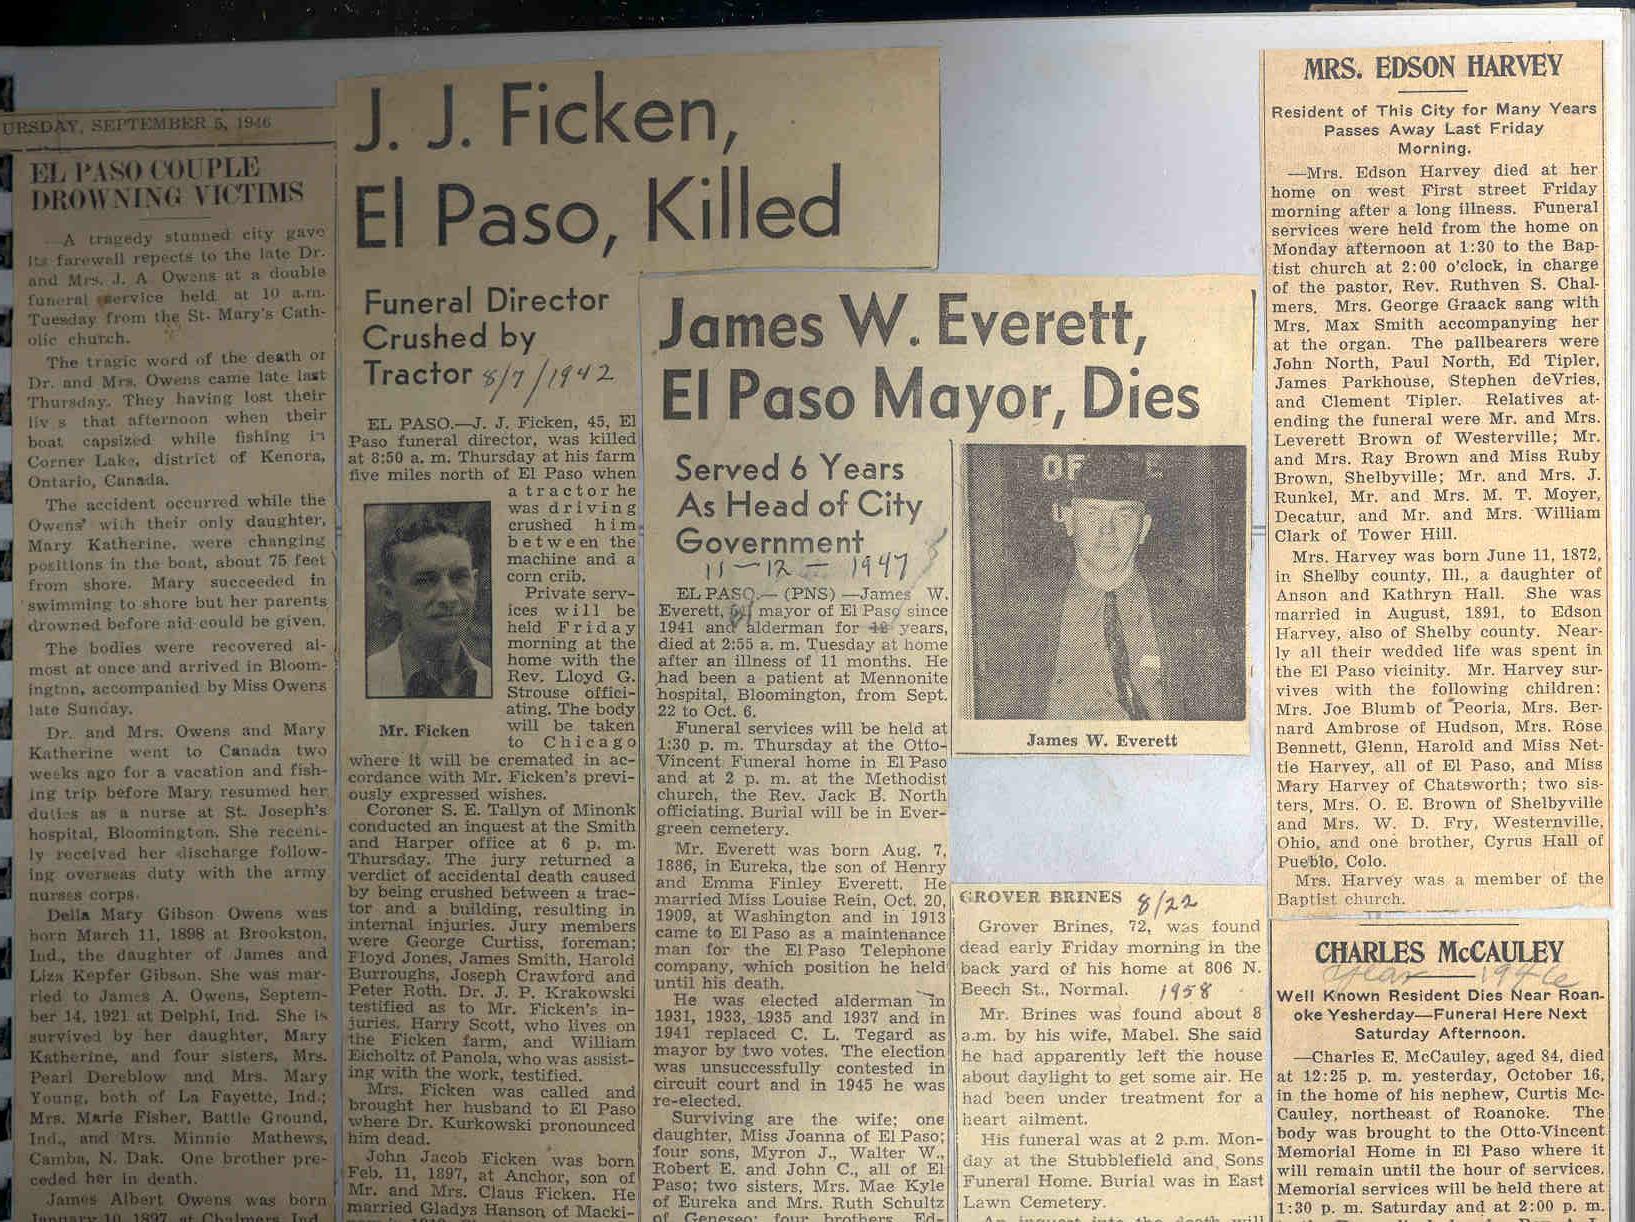 URSDAY, SEPTEMBER 5, 1946
EL PASO COUPLE
DROWNING VICTIMS
—A tragedy stunned city gave
its farewell repects to the late Dr.
and Mrs. J. A. Owens at a double
funeral service held at 10 a.m.
Tuesday from the St. Mary's Cath-
olic church.
The tragic word of the death or
Dr. and Mrs. Owens came late last
Thursday. They having lost their
liv s that afternoon when their
boat capsized while fishing in
Corner Lake, district of Kenora,
Ontario, Canada.
The accident occurred while the
Owens' with their only daughter,
Mary Katherine, were changing
positions in the boat, about 75 feet
from shore. Mary succeeded in
swimming to shore but her parents
drowned before aid could be given.
The bodies were recovered al-
most at once and arrived in Bloom-
ington, accompanied by Miss Owens
late Sunday.
Dr. and Mrs. Owens and Mary
Katherine went to Canada two
weeks ago for a vacation and fish-
ing trip before Mary resumed her
duties as a nurse at St. Joseph's
hospital, Bloomington. She recent-
ly received her discharge follow-
ing overseas duty with the army
nurses corps.
Della Mary Gibson Owens was
born March 11, 1898 at Brookston,
Ind., the daughter of James and
Liza Kepfer Gibson. She was mar-
ried to James A. Owens, Septem-
ber 14, 1921 at Delphi, Ind. She is
survived by her daughter, Mary
Katherine, and four sisters, Mrs.
Pearl Dereblow and Mrs. Mary
Young, both of La Fayette, Ind.;
Mrs. Marie Fisher, Battle Ground,
Ind., and Mrs. Minnie Mathews,
Camba, N. Dak. One brother pre-
ceded her in death.
James Albert Owens was born
January 10, 1897 at Chalmers, Ind.
J. J. Ficken,
El Paso, Killed
Funeral Director
Crushed by
Tractor 8/7/1942
EL PASO.—J. J. Ficken, 45, El
Paso funeral director, was killed
at 8:50 a. m. Thursday at his farm
five miles north of El Paso when
a tractor he
was driving
crushed him
between the
machine and a
corn crib.
Private serv-
ices will be
held Friday
morning at the
home with the
Rev. Lloyd G.
Strouse offici-
ating. The body
will be taken
to Chicago
Mr. Ficken
where it will be cremated in ac-
cordance with Mr. Ficken's previ-
ously expressed wishes.
Coroner S. E. Tallyn of Minonk
conducted an inquest at the Smith
and Harper office at 6 p. m.
Thursday. The jury returned a
verdict of accidental death caused
by being crushed between a trac-
tor and a building, resulting in
internal injuries. Jury members
were George Curtiss, foreman;
Floyd Jones, James Smith, Harold
Burroughs, Joseph Crawford and
Peter Roth. Dr. J. P. Krakowski
testified as to Mr. Ficken's in-
juries. Harry Scott, who lives on
the Ficken farm, and William
Eicholtz of Panola, who was assist-
ing with the work, testified.
Mrs. Ficken was called and
brought her husband to El Paso
where Dr. Kurkowski pronounced
him dead.
John Jacob Ficken was born
Feb. 11, 1897, at Anchor, son of
Mr. and Mrs. Claus Ficken. He
married Gladys Hanson of Macki-
James W. Everett,
El Paso Mayor, Dies
Served 6 Years
As Head of City
Government
11-12-1947
EL PASO.— (PNS) —James W.
Everett, 61 mayor of El Paso since
1941 and alderman for 12 years,
died at 2:55 a. m. Tuesday at home
after an illness of 11 months. He
had been a patient at Mennonite
hospital, Bloomington, from Sept.
22 to Oct. 6.
Funeral services will be held at
1:30 p. m. Thursday at the Otto-
Vincent Funeral home in El Paso
and at 2 p. m. at the Methodist
church, the Rev. Jack B. North
officiating. Burial will be in Ever-
green cemetery.
Mr. Everett was born Aug. 7,
1886, in Eureka, the son of Henry
and Emma Finley Everett. He
married Miss Louise Rein, Oct. 20,
1909, at Washington and in 1913
came to El Paso as a maintenance
man for the El Paso Telephone
company, which position he held
until his death.
He was elected alderman in
1931, 1933, 1935 and 1937 and in
1941 replaced C. L. Tegard as
mayor by two votes. The election
was unsuccessfully contested in
circuit court and in 1945 he was
re-elected.
Surviving are the wife; one
daughter, Miss Joanna of El Paso;
four sons, Myron J., Walter W.,
Robert E. and John C., all of El
Paso; two sisters, Mrs. Mae Kyle
of Eureka and Mrs. Ruth Schultz
of Geneseo; four brothers, Ed-
OF E
James W. Everett
GROVER BRINES 8/22
Grover Brines, 72, was found
dead early Friday morning in the
back yard of his home at 806 N.
Beech St., Normal. 1958
Mr. Brines was found about 8
a.m. by his wife, Mabel. She said
he had apparently left the house
about daylight to get some air. He
had been under treatment for a
heart ailment.
His funeral was at 2 p.m. Mon-
day at the Stubblefield and Sons
Funeral Home. Burial was in East
Lawn Cemetery.
An inquest into the death will
MRS. EDSON HARVEY
Resident of This City for Many Years
Passes Away Last Friday
Morning.
—Mrs. Edson Harvey died at her
home on west First street Friday
morning after a long illness. Funeral
services were held from the home on
Monday afternoon at 1:30 to the Bap-
tist church at 2:00 o'clock, in charge
of the pastor, Rev. Ruthven S. Chal-
mers. Mrs. George Graack sang with
Mrs. Max Smith accompanying her
at the organ. The pallbearers were
John North, Paul North, Ed Tipler,
James Parkhouse, Stephen deVries,
and Clement Tipler. Relatives at-
ending the funeral were Mr. and Mrs.
Leverett Brown of Westerville; Mr.
and Mrs. Ray Brown and Miss Ruby
Brown, Shelbyville; Mr. and Mrs. J.
Runkel, Mr. and Mrs. M. T. Moyer,
Decatur, and Mr. and Mrs. William
Clark of Tower Hill.
Mrs. Harvey was born June 11, 1872,
in Shelby county, Ill., a daughter of
Anson and Kathryn Hall. She was
married in August, 1891, to Edson
Harvey, also of Shelby county. Near-
ly all their wedded life was spent in
the El Paso vicinity. Mr. Harvey sur-
vives with the following children:
Mrs. Joe Blumb of Peoria, Mrs. Ber-
nard Ambrose of Hudson, Mrs. Rose
Bennett, Glenn, Harold and Miss Net-
tie Harvey, all of El Paso, and Miss
Mary Harvey of Chatsworth; two sis-
ters, Mrs. O. E. Brown of Shelbyville
and Mrs. W. D. Fry, Westernville,
Ohio, and one brother, Cyrus Hall of
Pueblo, Colo.
Mrs. Harvey was a member of the
Baptist church.
CHARLES McCAULEY
year 1946
Well Known Resident Dies Near Roan-
oke Yesherday—Funeral Here Next
Saturday Afternoon.
—Charles E. McCauley, aged 84, died
at 12:25 p. m. yesterday, October 16,
in the home of his nephew, Curtis Mc-
Cauley, northeast of Roanoke. The
body was brought to the Otto-Vincent
Memorial Home in El Paso where it
will remain until the hour of services.
Memorial services will be held there at
1:30 p. m. Saturday and at 2:00 p. m.